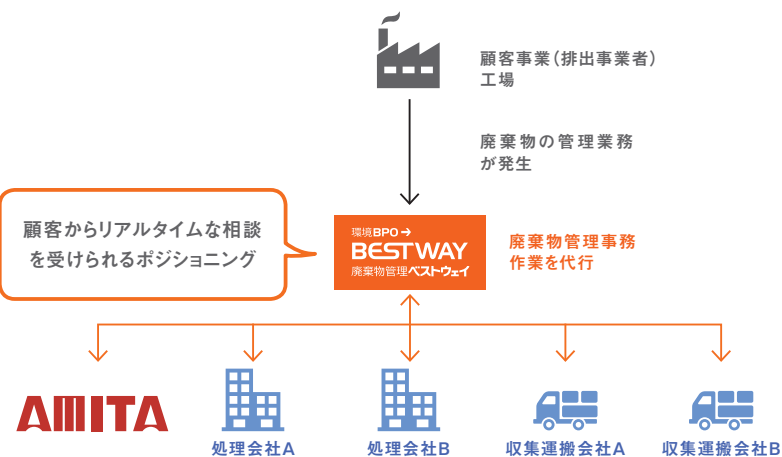 顧客事業(排出事業者)
工場
廃棄物の管理業務
が発生
顧客からリアルタイムな相談
を受けられるポジショニング
環境BPO→
BESTWAY
廃棄物管理ベストウェイ
廃棄物管理事務
作業を代行
AMITA
処理会社A
処理会社B
収集運搬会社A
収集運搬会社B